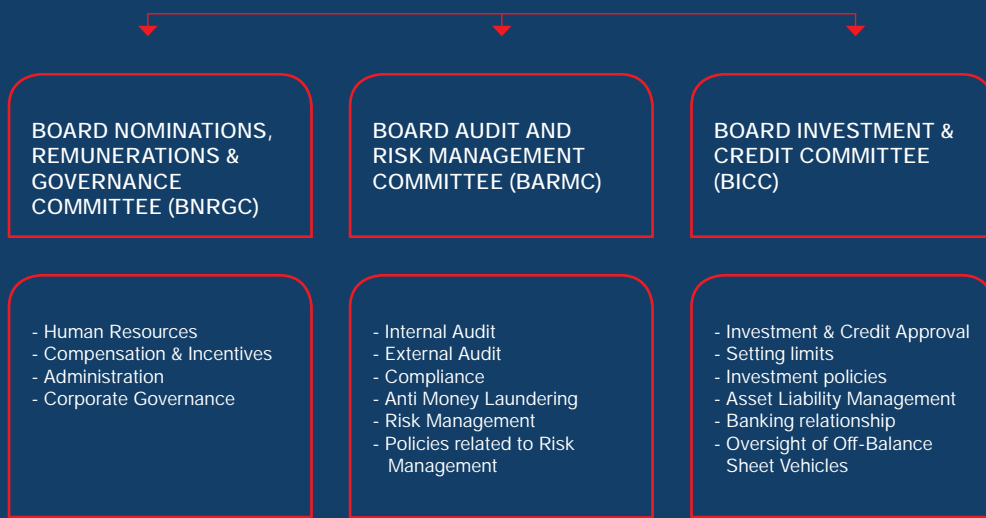 BOARD NOMINATIONS,
REMUNERATIONS &
GOVERNANCE
COMMITTEE (BNRGC)
BOARD AUDIT AND
RISK MANAGEMENT
COMMITTEE (BARMC)
BOARD INVESTMENT &
CREDIT COMMITTEE
(BICC)
- Human Resources
- Compensation & Incentives
- Administration
- Corporate Governance
- Internal Audit
- External Audit
- Compliance
- Anti Money Laundering
- Risk Management
- Policies related to Risk
Management
- Investment & Credit Approval
- Setting limits
- Investment policies
- Asset Liability Management
- Banking relationship
- Oversight of Off-Balance
Sheet Vehicles